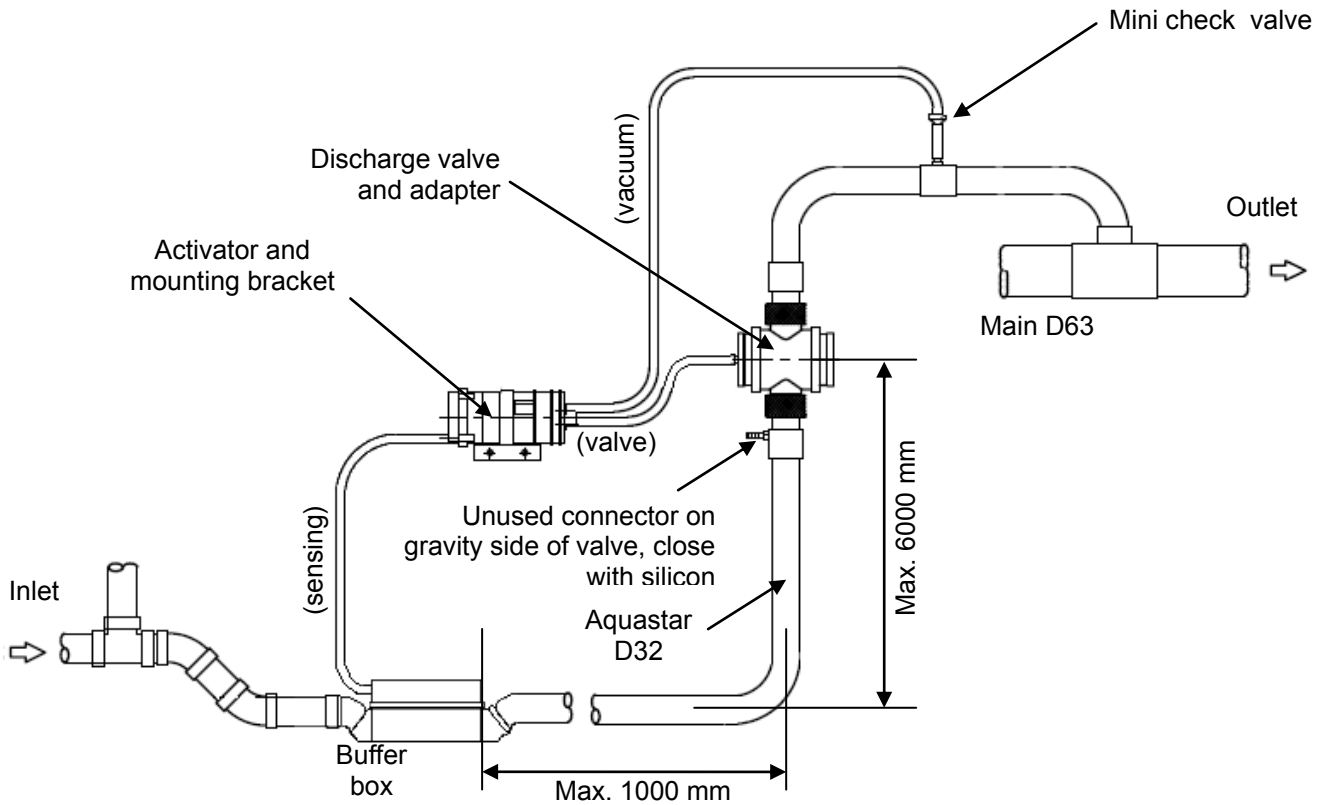 Mini check valve
(vacuum)
Discharge valve
and adapter
Outlet
Activator and
mounting bracket
Main D63
(valve)
(sensing)
Unused connector on
gravity side of valve, close
with silicon
Max. 6000 mm
Inlet
Aquastar
D32
Buffer
box
Max. 1000 mm